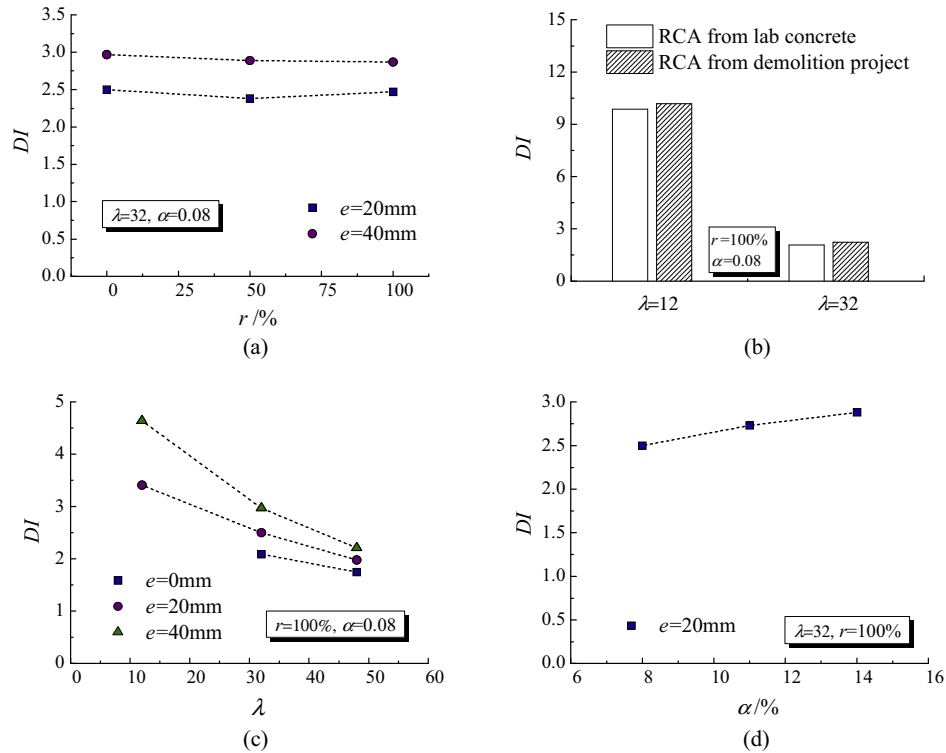 3.5
3.0
2.5
2.0
1.5
1.0
0.5
0.0
DI
λ=32, α=0.08
e=20mm
e=40mm
0 25 50 75 100
r /%
(a)
15
12
9
6
3
0
DI
RCA from lab concrete
RCA from demolition project
r=100%
α=0.08
λ=12 λ=32
(b)
5
4
3
2
1
0
DI
e=0mm
e=20mm
e=40mm
r=100%, α=0.08
0 10 20 30 40 50 60
λ
(c)
3.0
2.5
2.0
1.5
1.0
0.5
0.0
DI
e=20mm
λ=32, r=100%
6 8 10 12 14 16
α /%
(d)